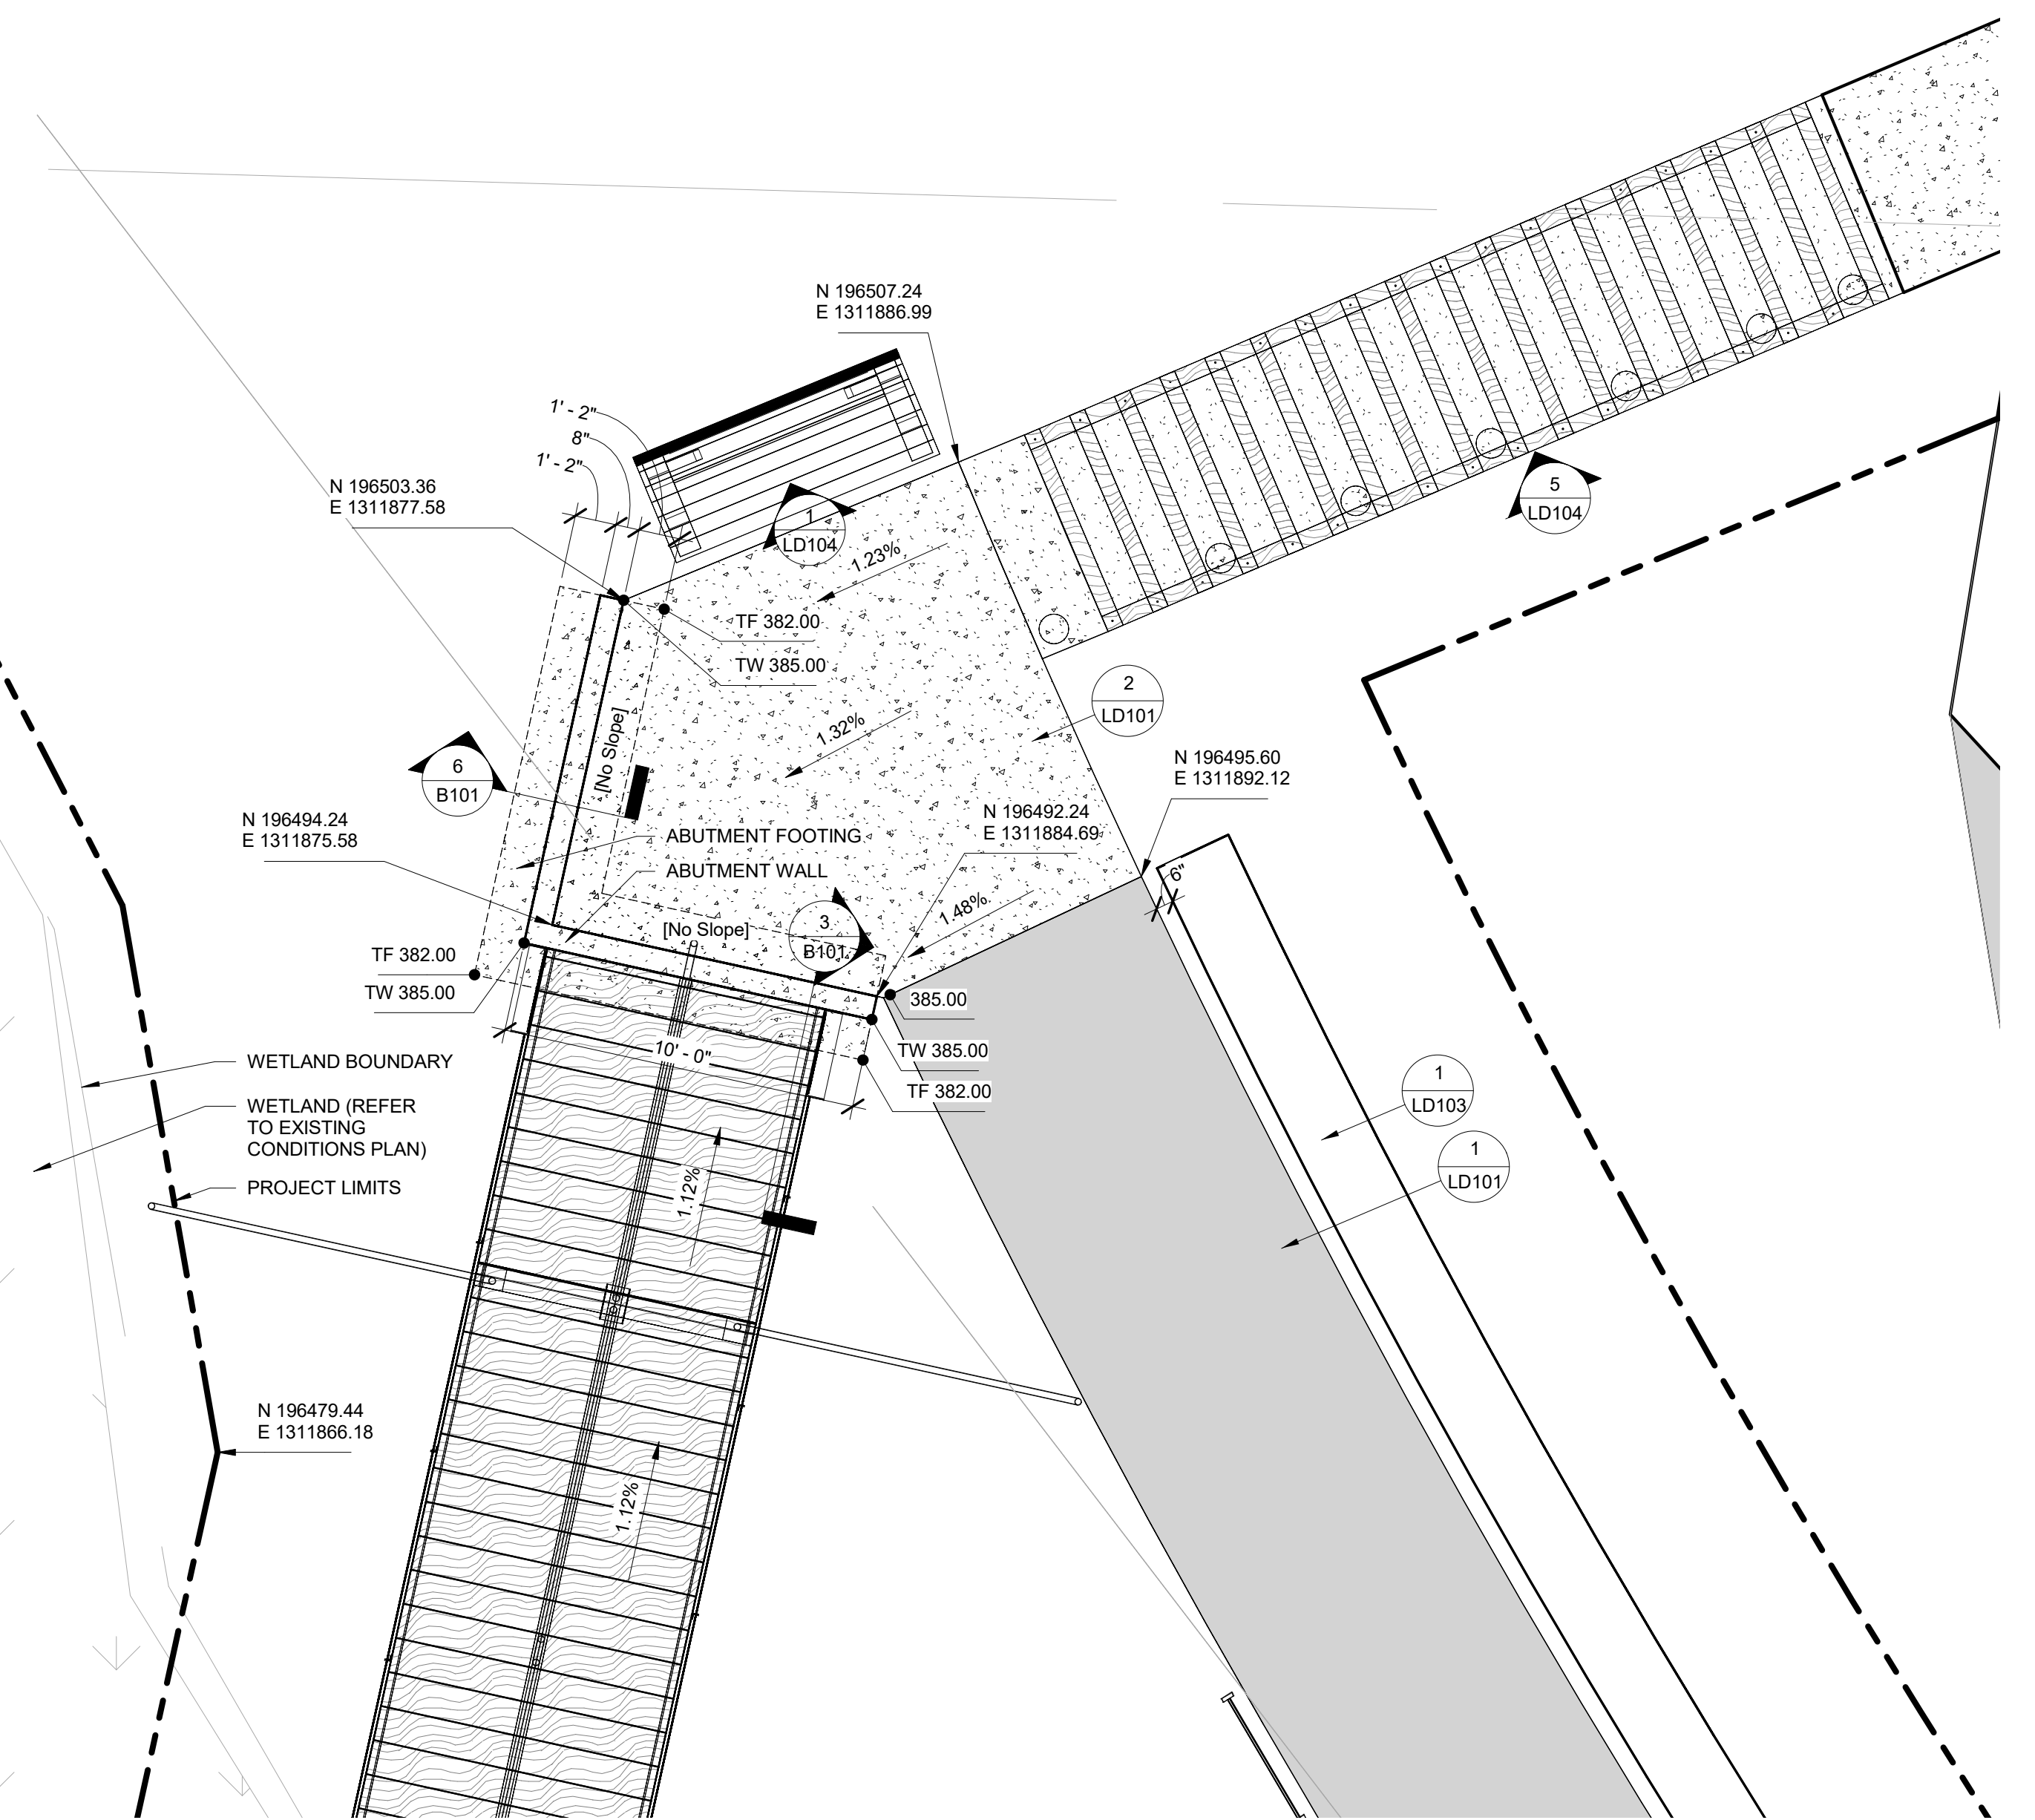 N 196507.24
E 1311886.99
1' - 2"
8"
1' - 2"
N 196503.36
E 1311877.58
1
LD104
5
LD104
1.23%
TF 382.00
TW 385.00
2
LD101
[No Slope]
1.32%
6
B101
N 196495.60
E 1311892.12
N 196494.24
E 1311875.58
N 196492.24
E 1311884.69
ABUTMENT FOOTING
ABUTMENT WALL
6"
1.48%
3
B101
[No Slope]
TF 382.00
TW 385.00
385.00
TW 385.00
TF 382.00
10' - 0"
WETLAND BOUNDARY
WETLAND (REFER
TO EXISTING
CONDITIONS PLAN)
PROJECT LIMITS
1
LD103
1
LD101
1.12%
N 196479.44
E 1311866.18
1.12%